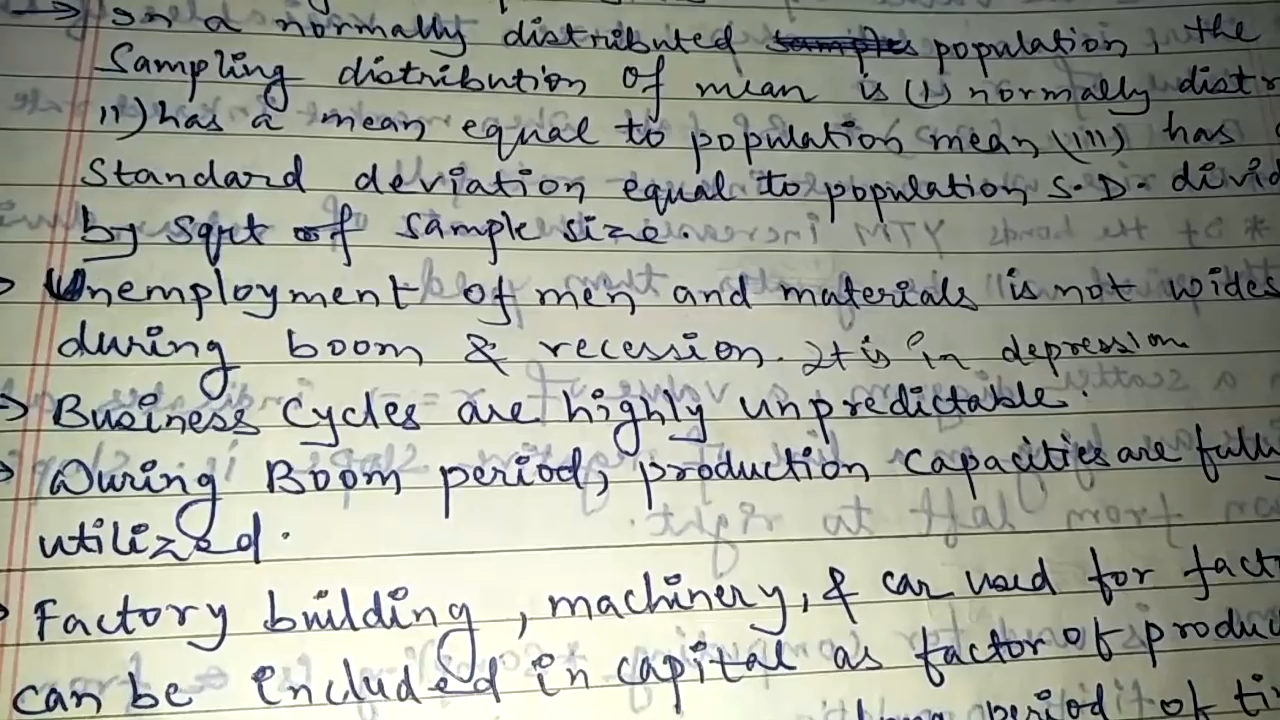 → In a normally distributed samples population, the
Sampling distribution of mean is (i) normally distr
ii) has a mean equal to population mean (iii) has
Standard deviation equal to population S.D. divid
by sqrt of sample size.
Unemployment of men and materials is not wides
during boom & recession. It is in depression
→ Business Cycles are highly unpredictable.
During Boom period, production capacities are fully
utilized.
Factory building, machinery, & car used for fact
can be included in capital as factor of produc
period of ti